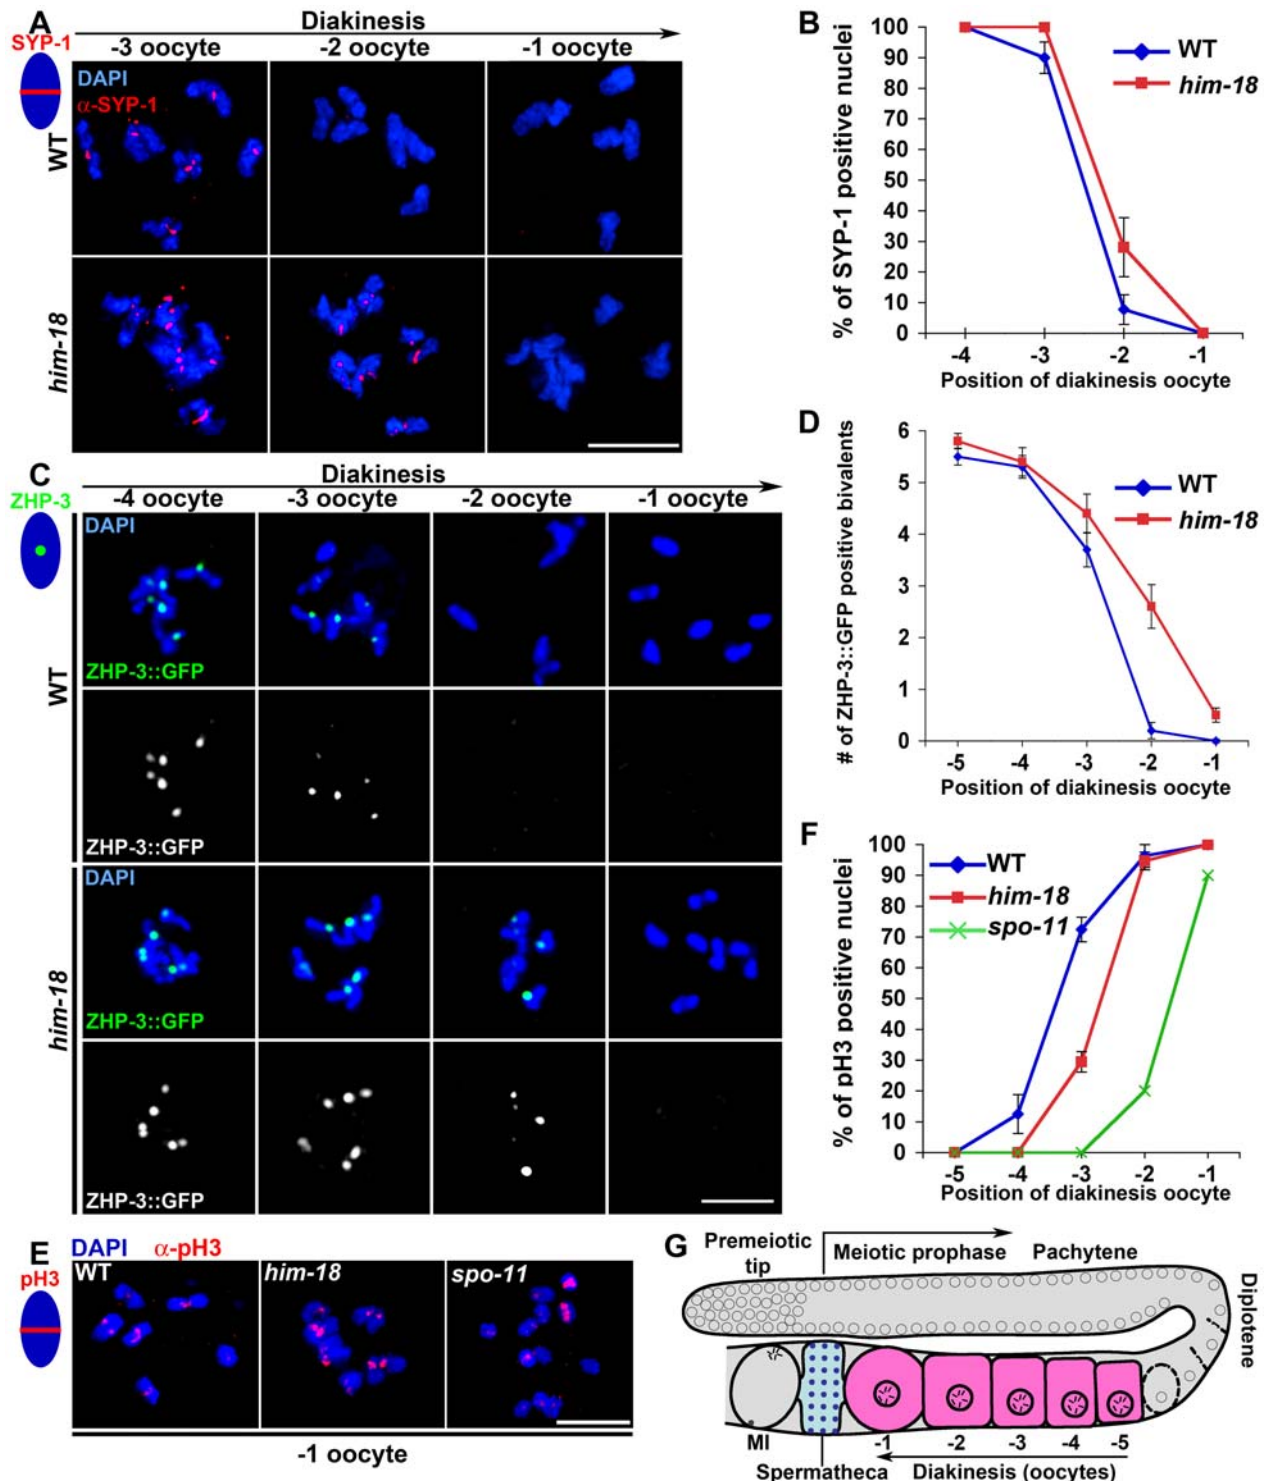 A
Diakinesis
SYP-1
-3 oocyte
-2 oocyte
-1 oocyte
DAPI
α-SYP-1
WT
him-18
B
% of SYP-1 positive nuclei
100
90
80
70
60
50
40
30
20
10
0
WT
him-18
-4 -3 -2 -1
Position of diakinesis oocyte
C
Diakinesis
ZHP-3
-4 oocyte
-3 oocyte
-2 oocyte
-1 oocyte
DAPI
ZHP-3::GFP
WT
ZHP-3::GFP
DAPI
ZHP-3::GFP
him-18
ZHP-3::GFP
D
# of ZHP-3::GFP positive bivalents
6
5
4
3
2
1
0
WT
him-18
-5 -4 -3 -2 -1
Position of diakinesis oocyte
F
% of pH3 positive nuclei
100
90
80
70
60
50
40
30
20
10
0
WT
him-18
spo-11
-5 -4 -3 -2 -1
Position of diakinesis oocyte
E
DAPI α-pH3
pH3
WT
him-18
spo-11
-1 oocyte
G
Premeiotic
tip
Meiotic prophase
Pachytene
Diplotene
MI
-1 -2 -3 -4 -5
Spermatheca
Diakinesis (oocytes)